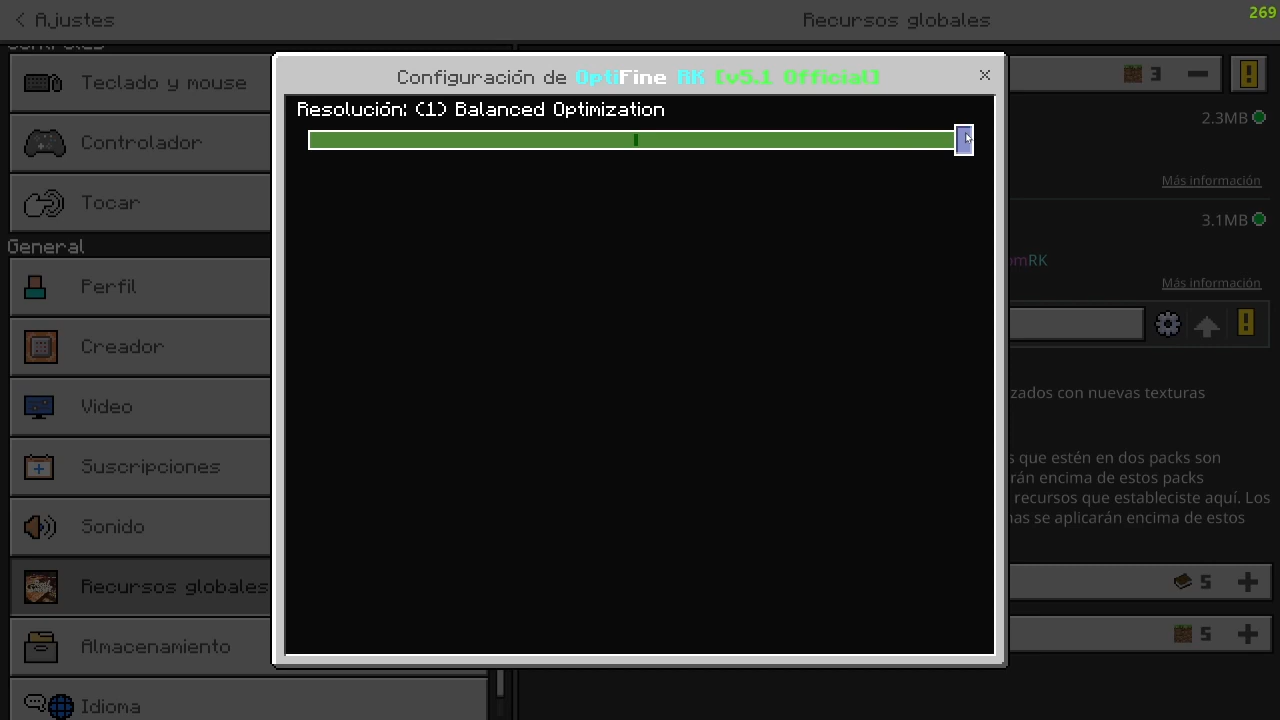 Ajustes
Recursos globales
269
Controles
Teclado y mouse
Controlador
Tocar
General
Perfil
Creador
Video
Suscripciones
Sonido
Recursos globales
Almacenamiento
Idioma
Configuración de OptiFine RK [v5.1 Official]
Resolución: (1) Balanced Optimization
3
2.3MB
Más información
3.1MB
omRK
Más información
zados con nuevas texturas
s que estén en dos packs son
rán encima de estos packs
recursos que estableciste aquí. Los
nas se aplicarán encima de estos
5
5